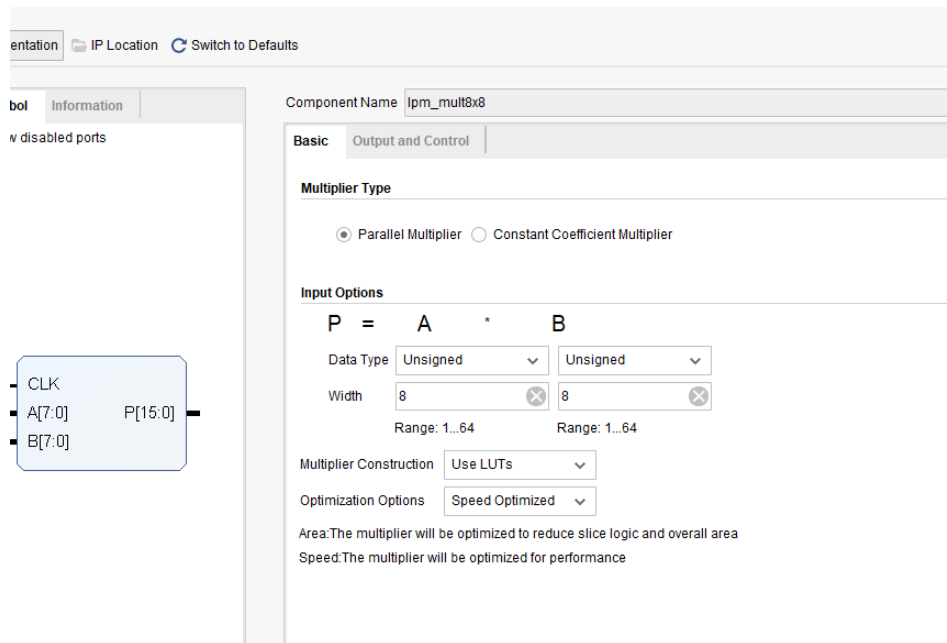 entation IP Location Switch to Defaults
bol Information
w disabled ports
CLK
A[7:0] P[15:0]
B[7:0]
Component Name lpm_mult8x8
Basic Output and Control
Multiplier Type
Parallel Multiplier Constant Coefficient Multiplier
Input Options
P = A * B
Data Type Unsigned Unsigned
Width 8 8
Range: 1...64 Range: 1...64
Multiplier Construction Use LUTs
Optimization Options Speed Optimized
Area:The multiplier will be optimized to reduce slice logic and overall area
Speed:The multiplier will be optimized for performance